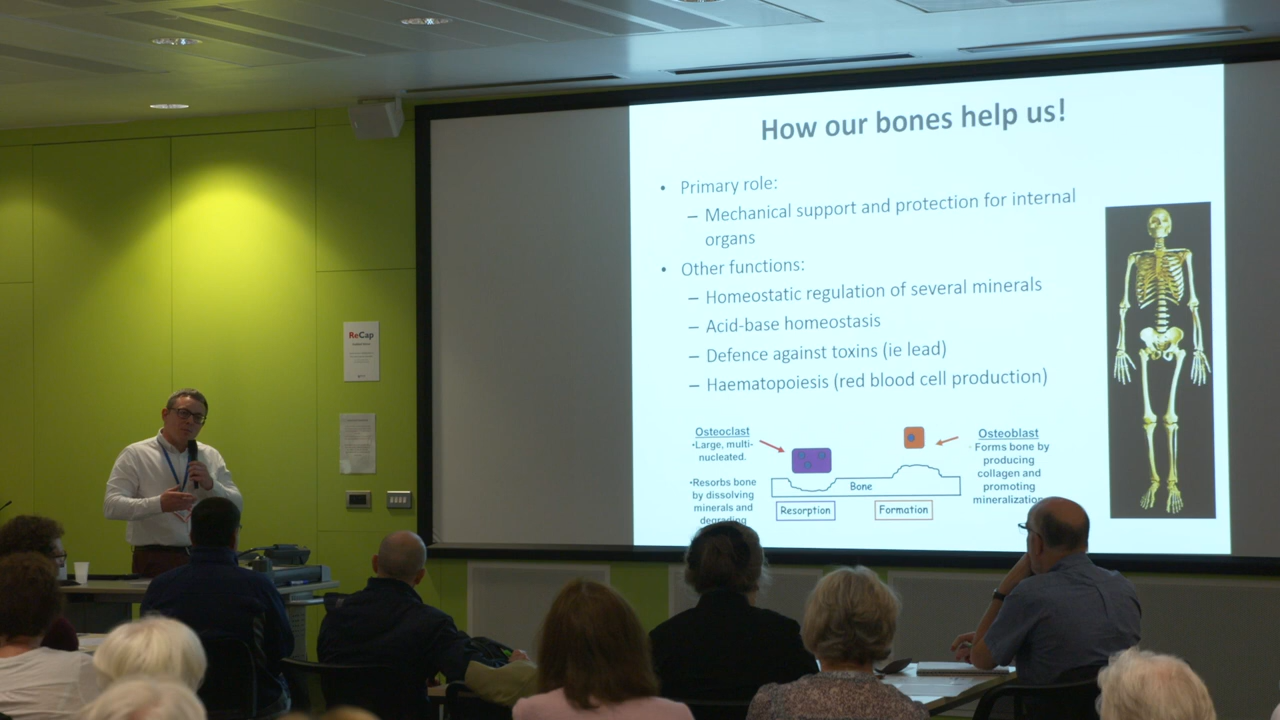 How our bones help us!
• Primary role:
– Mechanical support and protection for internal
organs
• Other functions:
– Homeostatic regulation of several minerals
– Acid-base homeostasis
– Defence against toxins (ie lead)
– Haematopoiesis (red blood cell production)
Osteoclast
•Large, multi-
nucleated.
•Resorbs bone
by dissolving
minerals and
degrading
Bone
Resorption
Formation
Osteoblast
Forms bone by
producing
collagen and
promoting
ReCap